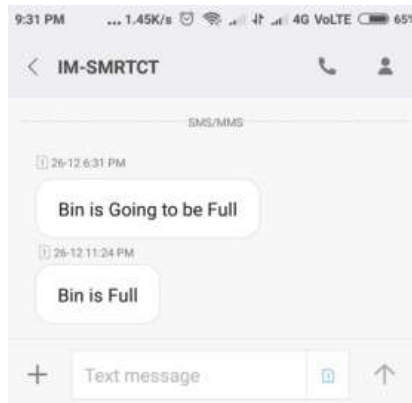 9:31 PM ... 1.45K/s 4G VoLTE 65%
IM-SMRTCT
SMS/MMS
26-12 6:31 PM
Bin is Going to be Full
26-12 11:24 PM
Bin is Full
Text message